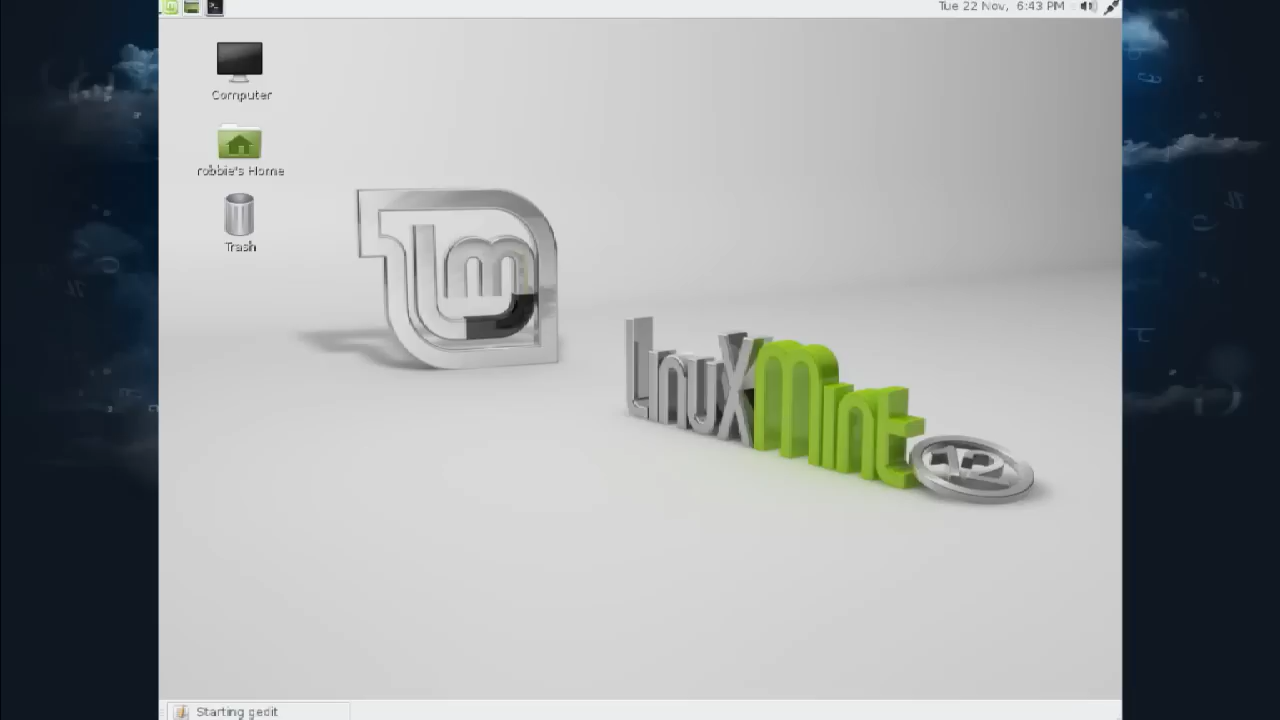 Tue 22 Nov, 6:43 PM
Computer
robbie's Home
Trash
LinuxMint
12
Starting gedit